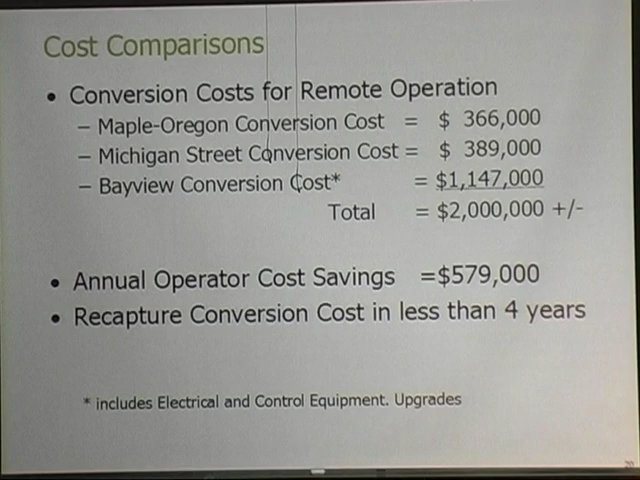 Cost Comparisons
• Conversion Costs for Remote Operation
– Maple-Oregon Conversion Cost = $ 366,000
– Michigan Street Conversion Cost = $ 389,000
– Bayview Conversion Cost* = $1,147,000
Total = $2,000,000 +/-
• Annual Operator Cost Savings =$579,000
• Recapture Conversion Cost in less than 4 years
* includes Electrical and Control Equipment. Upgrades
20